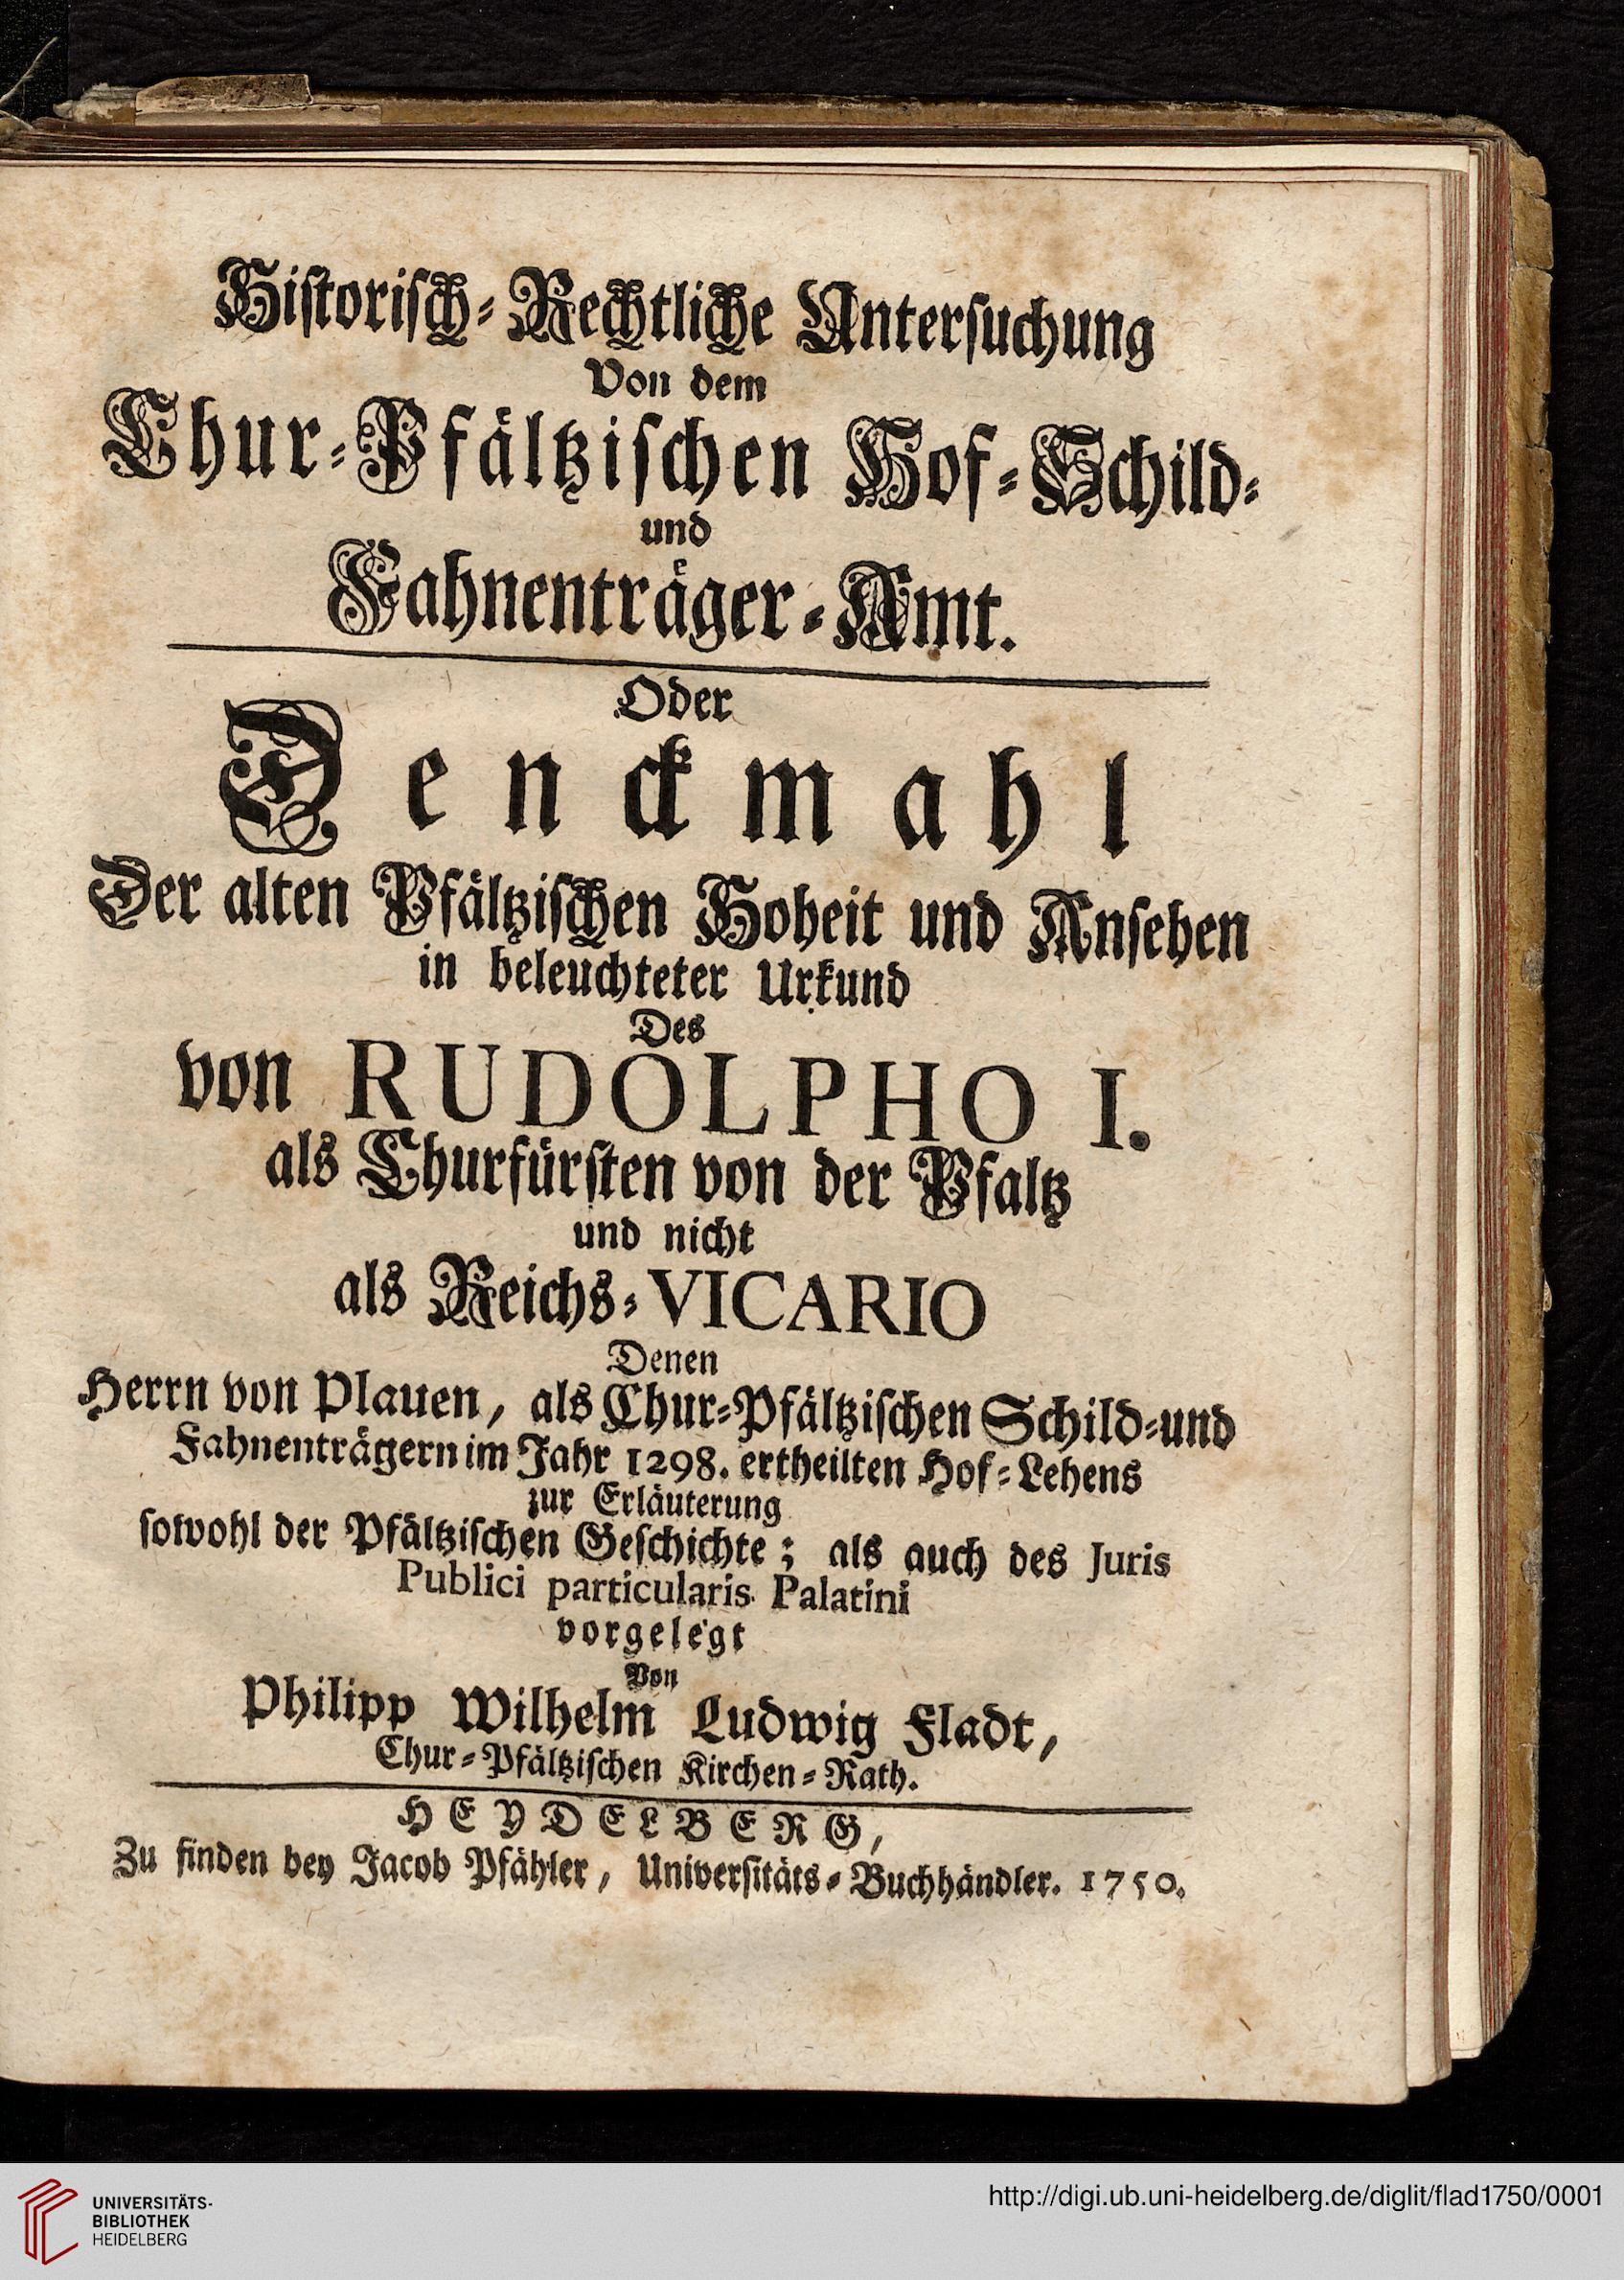 Historisch-Rechtliche Untersuchung
Von dem
Chur-Pfältzischen Hof-Schild-
und
Fahnenträger-Amt.
Oder
Denckmahl
Der alten Pfältzischen Hoheit und Ansehen
in beleuchteter Urkund
Des
von RUDOLPHO I.
als Churfürsten von der Pfaltz
und nicht
als Reichs-VICARIO
Denen
Herrn von Plauen, als Chur-Pfältzischen Schild-und
Fahnenträgern im Jahr 1298. ertheilten Hof-Lehens
zur Erläuterung
sowohl der Pfältzischen Geschichte; als auch des Juris
Publici particularis Palatini
vorgelegt
Von
Philipp Wilhelm Ludwig Fladt,
Chur-Pfältzischen Kirchen-Rath.
HEYDELBERG,
Zu finden bey Jacob Pfähler, Universitäts-Buchhändler. 1750.
UNIVERSITÄTS-
BIBLIOTHEK
HEIDELBERG
http://digi.ub.uni-heidelberg.de/diglit/flad1750/0001